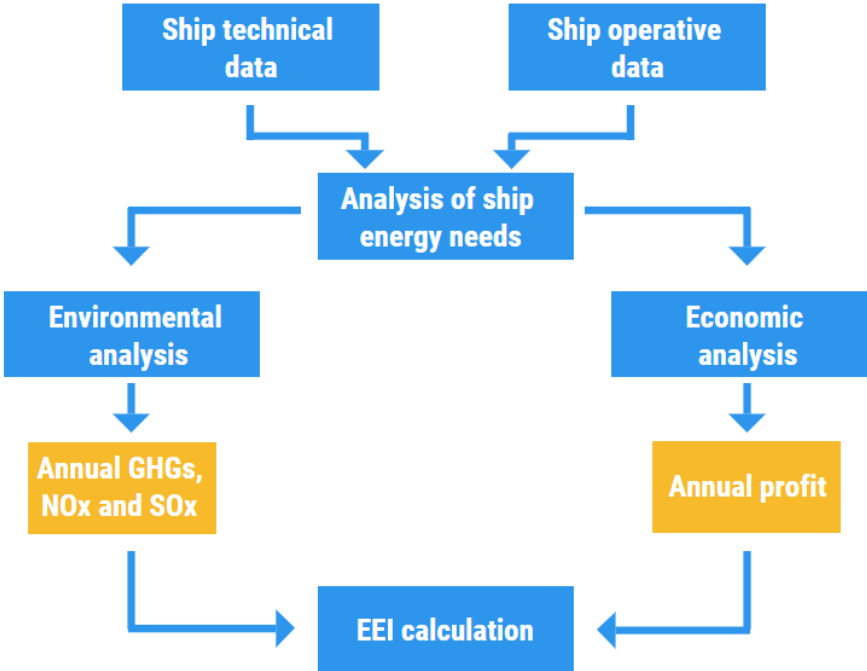 Ship technical
data
Ship operative
data
Analysis of ship
energy needs
Environmental
analysis
Economic
analysis
Annual GHGs,
NOx and SOx
Annual profit
EEI calculation